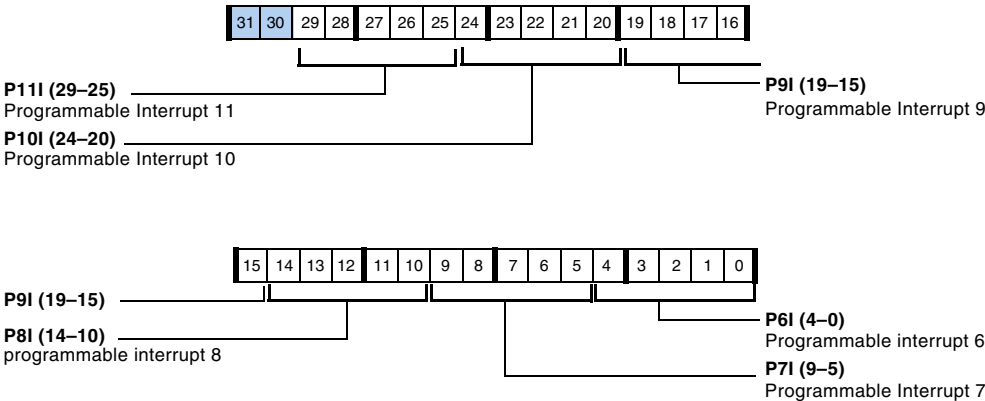 31 30 29 28 27 26 25 24 23 22 21 20 19 18 17 16
P11I (29–25)
Programmable Interrupt 11
P9I (19–15)
Programmable Interrupt 9
P10I (24–20)
Programmable Interrupt 10
15 14 13 12 11 10 9 8 7 6 5 4 3 2 1 0
P9I (19–15)
P8I (14–10)
programmable interrupt 8
P6I (4–0)
Programmable interrupt 6
P7I (9–5)
Programmable Interrupt 7